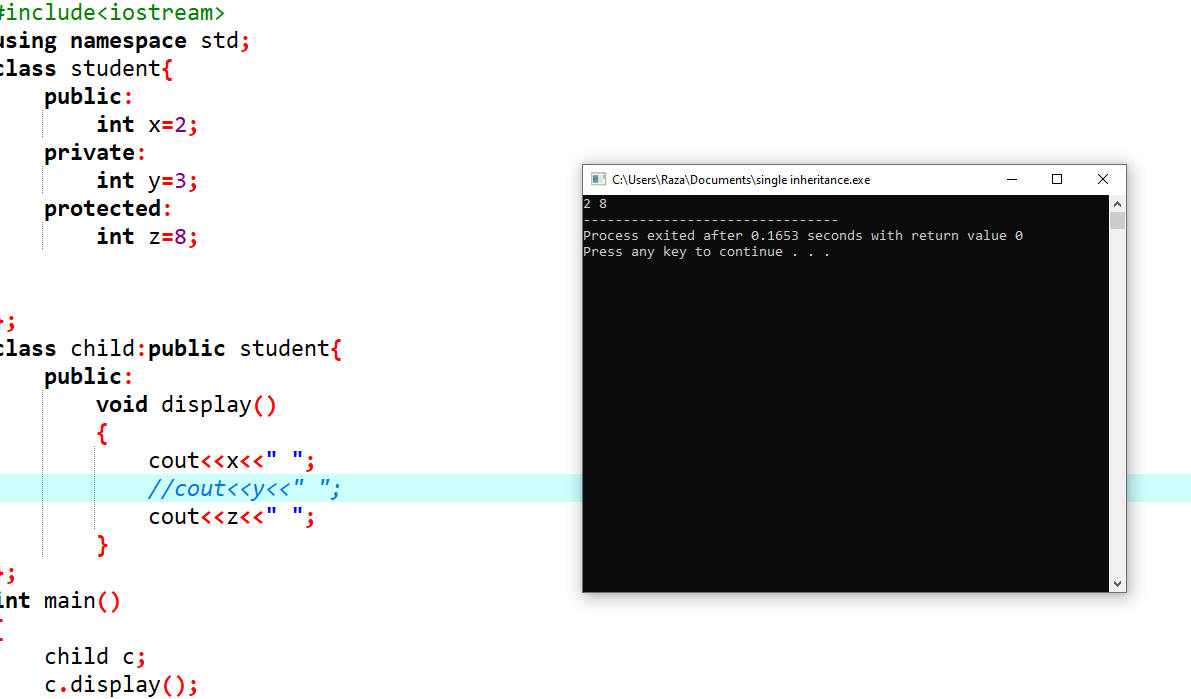 #include<iostream>
using namespace std;
class student{
    public:
        int x=2;
    private:
        int y=3;
    protected:
        int z=8;
};
class child:public student{
    public:
        void display()
        {
            cout<<x<<" ";
            //cout<<y<<" ";
            cout<<z<<" ";
        }
};
int main()
{
    child c;
    c.display();
C:\Users\Raza\Documents\single inheritance.exe
2 8
--------------------------------
Process exited after 0.1653 seconds with return value 0
Press any key to continue . . .